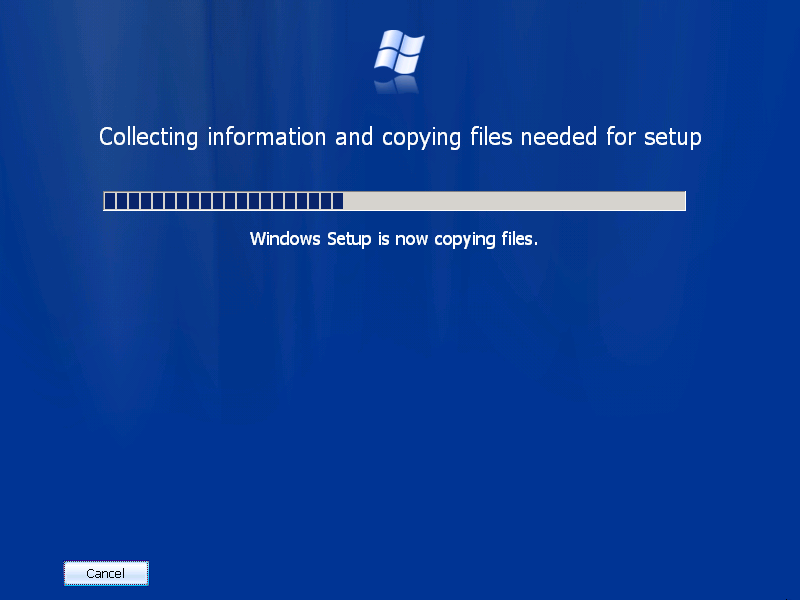 Collecting information and copying files needed for setup
Windows Setup is now copying files.
Cancel